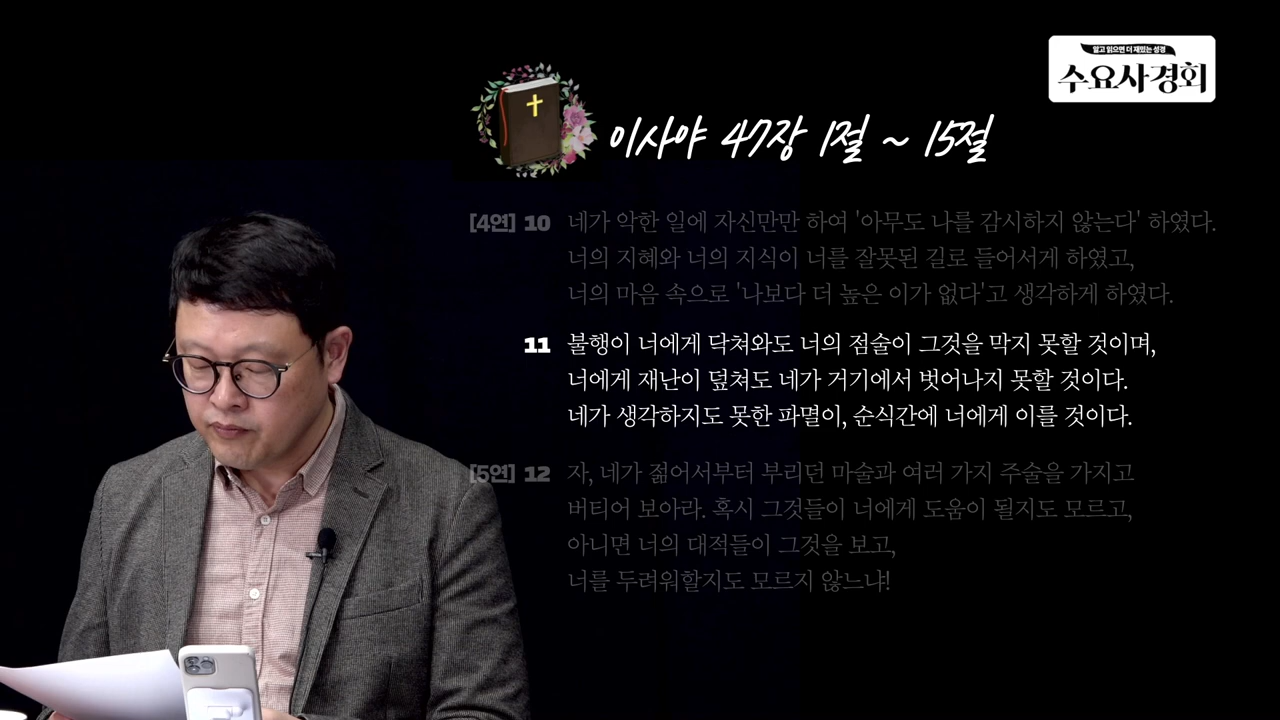 알고 읽으면 더 재밌는 성경
수요사경회
이사야 47장 1절 ~ 15절
[4연] 10 네가 악한 일에 자신만만 하여 '아무도 나를 감시하지 않는다' 하였다.
너의 지혜와 너의 지식이 너를 잘못된 길로 들어서게 하였고,
너의 마음 속으로 '나보다 더 높은 이가 없다'고 생각하게 하였다.
11 불행이 너에게 닥쳐와도 너의 점술이 그것을 막지 못할 것이며,
너에게 재난이 덮쳐도 네가 거기에서 벗어나지 못할 것이다.
네가 생각하지도 못한 파멸이, 순식간에 너에게 이를 것이다.
[5연] 12 자, 네가 젊어서부터 부리던 마술과 여러 가지 주술을 가지고
버티어 보아라. 혹시 그것들이 너에게 도움이 될지도 모르고,
아니면 너의 대적들이 그것을 보고,
너를 두려워할지도 모르지 않느냐!